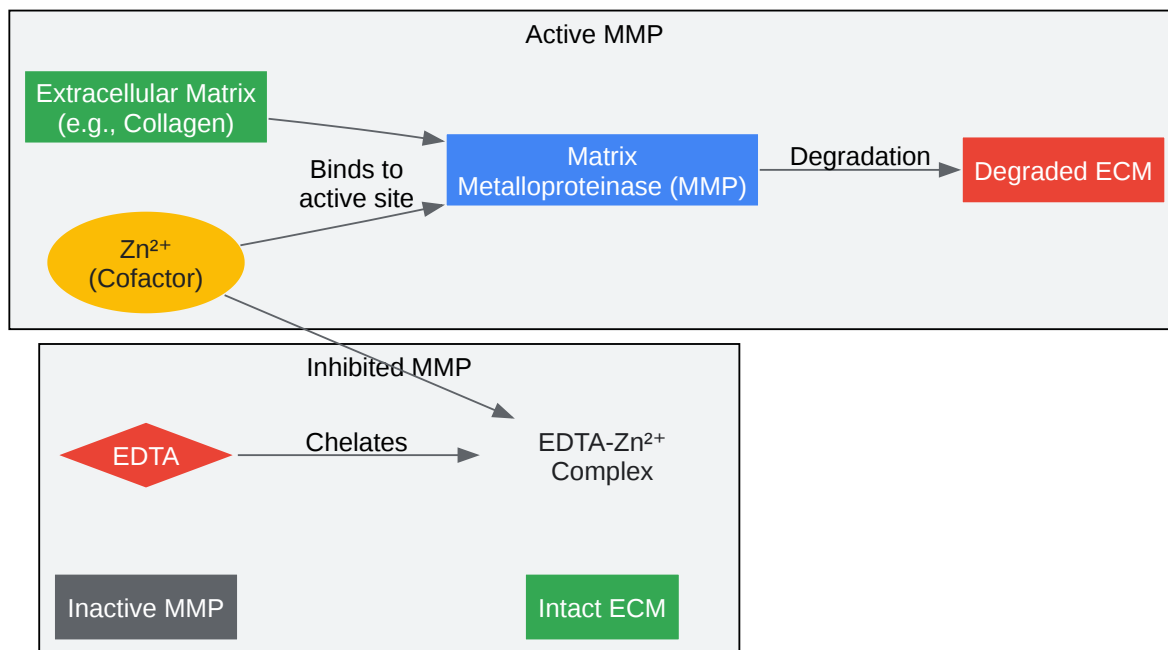 Active MMP
Extracellular Matrix
(e.g., Collagen)
Binds to
active site
Matrix
Metalloproteinase (MMP)
Degradation
Degraded ECM
Zn²⁺
(Cofactor)
Inhibited MMP
EDTA
Chelates
EDTA-Zn²⁺
Complex
Inactive MMP
Intact ECM